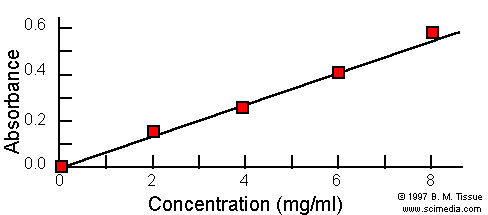 Absorbance
0.6
0.4
0.2
0.0
0 2 4 6 8
Concentration (mg/ml)
© 1997 B. M. Tissue
www.scimedia.com